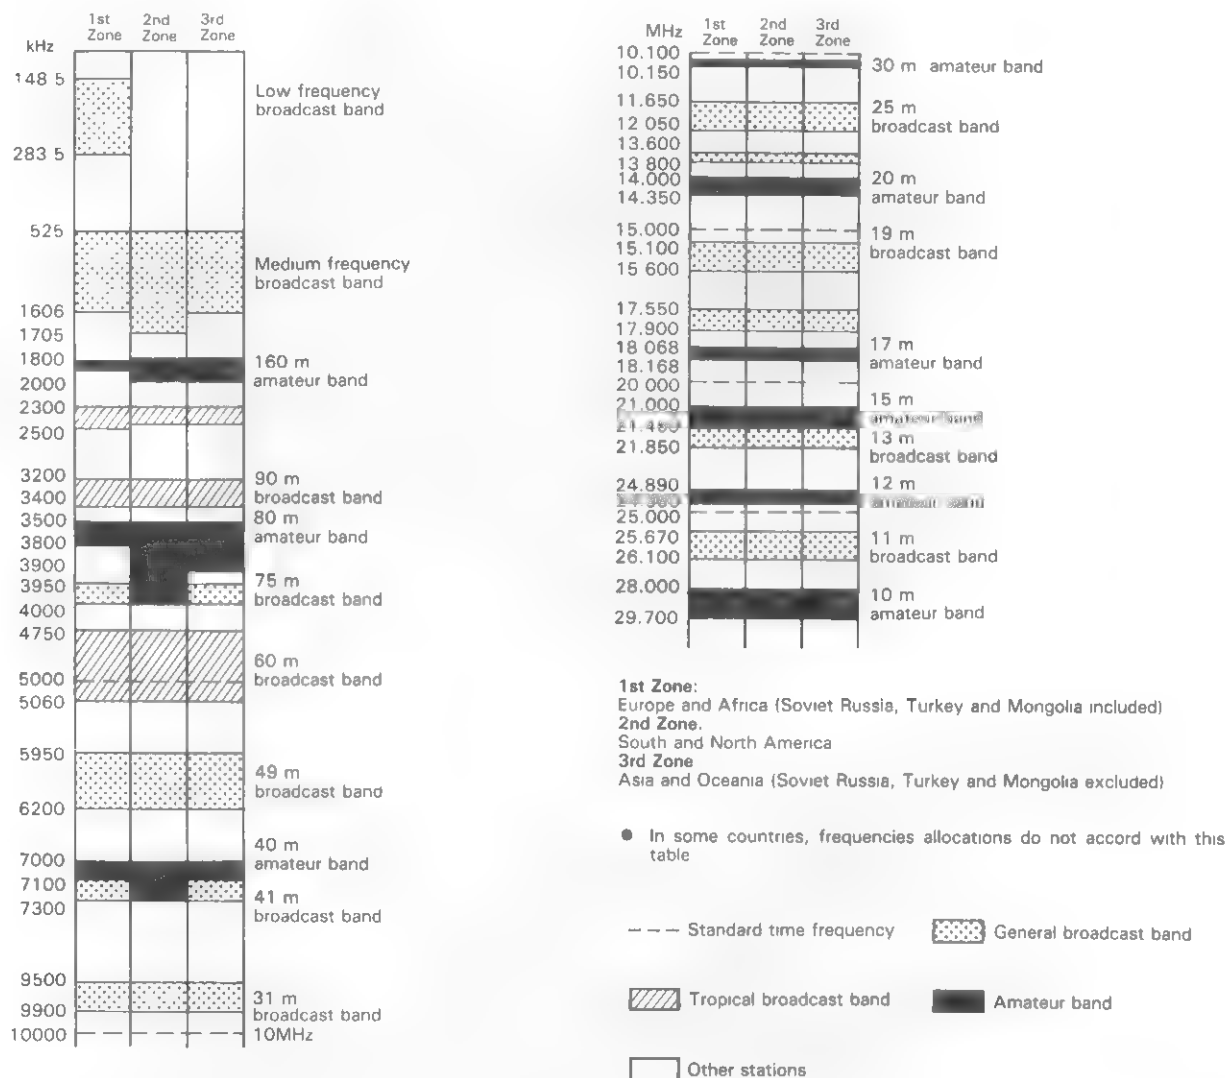 1st Zone 2nd Zone 3rd Zone
kHz
148 5
Low frequency
broadcast band
283 5
525
Medium frequency
broadcast band
1606
1705
1800
160 m
amateur band
2000
2300
2500
3200
90 m
broadcast band
3400
3500
80 m
amateur band
3800
3900
3950
75 m
broadcast band
4000
4750
60 m
broadcast band
5000
5060
5950
49 m
broadcast band
6200
7000
40 m
amateur band
7100
41 m
broadcast band
7300
9500
31 m
broadcast band
9900
10000
10MHz
MHz
1st Zone 2nd Zone 3rd Zone
10.100
10.150
30 m amateur band
11.650
25 m
broadcast band
12 050
13.600
13 800
14.000
20 m
amateur band
14.350
15.000
19 m
broadcast band
15.100
15 600
17.550
17.900
18 068
17 m
amateur band
18.168
20 000
21.000
15 m
amateur band
13 m
broadcast band
21.850
24.890
12 m
amateur band
25.000
25.670
11 m
broadcast band
26.100
28.000
10 m
amateur band
29.700
1st Zone:
Europe and Africa (Soviet Russia, Turkey and Mongolia included)
2nd Zone.
South and North America
3rd Zone
Asia and Oceania (Soviet Russia, Turkey and Mongolia excluded)
● In some countries, frequencies allocations do not accord with this
table
Standard time frequency
General broadcast band
Tropical broadcast band
Amateur band
Other stations